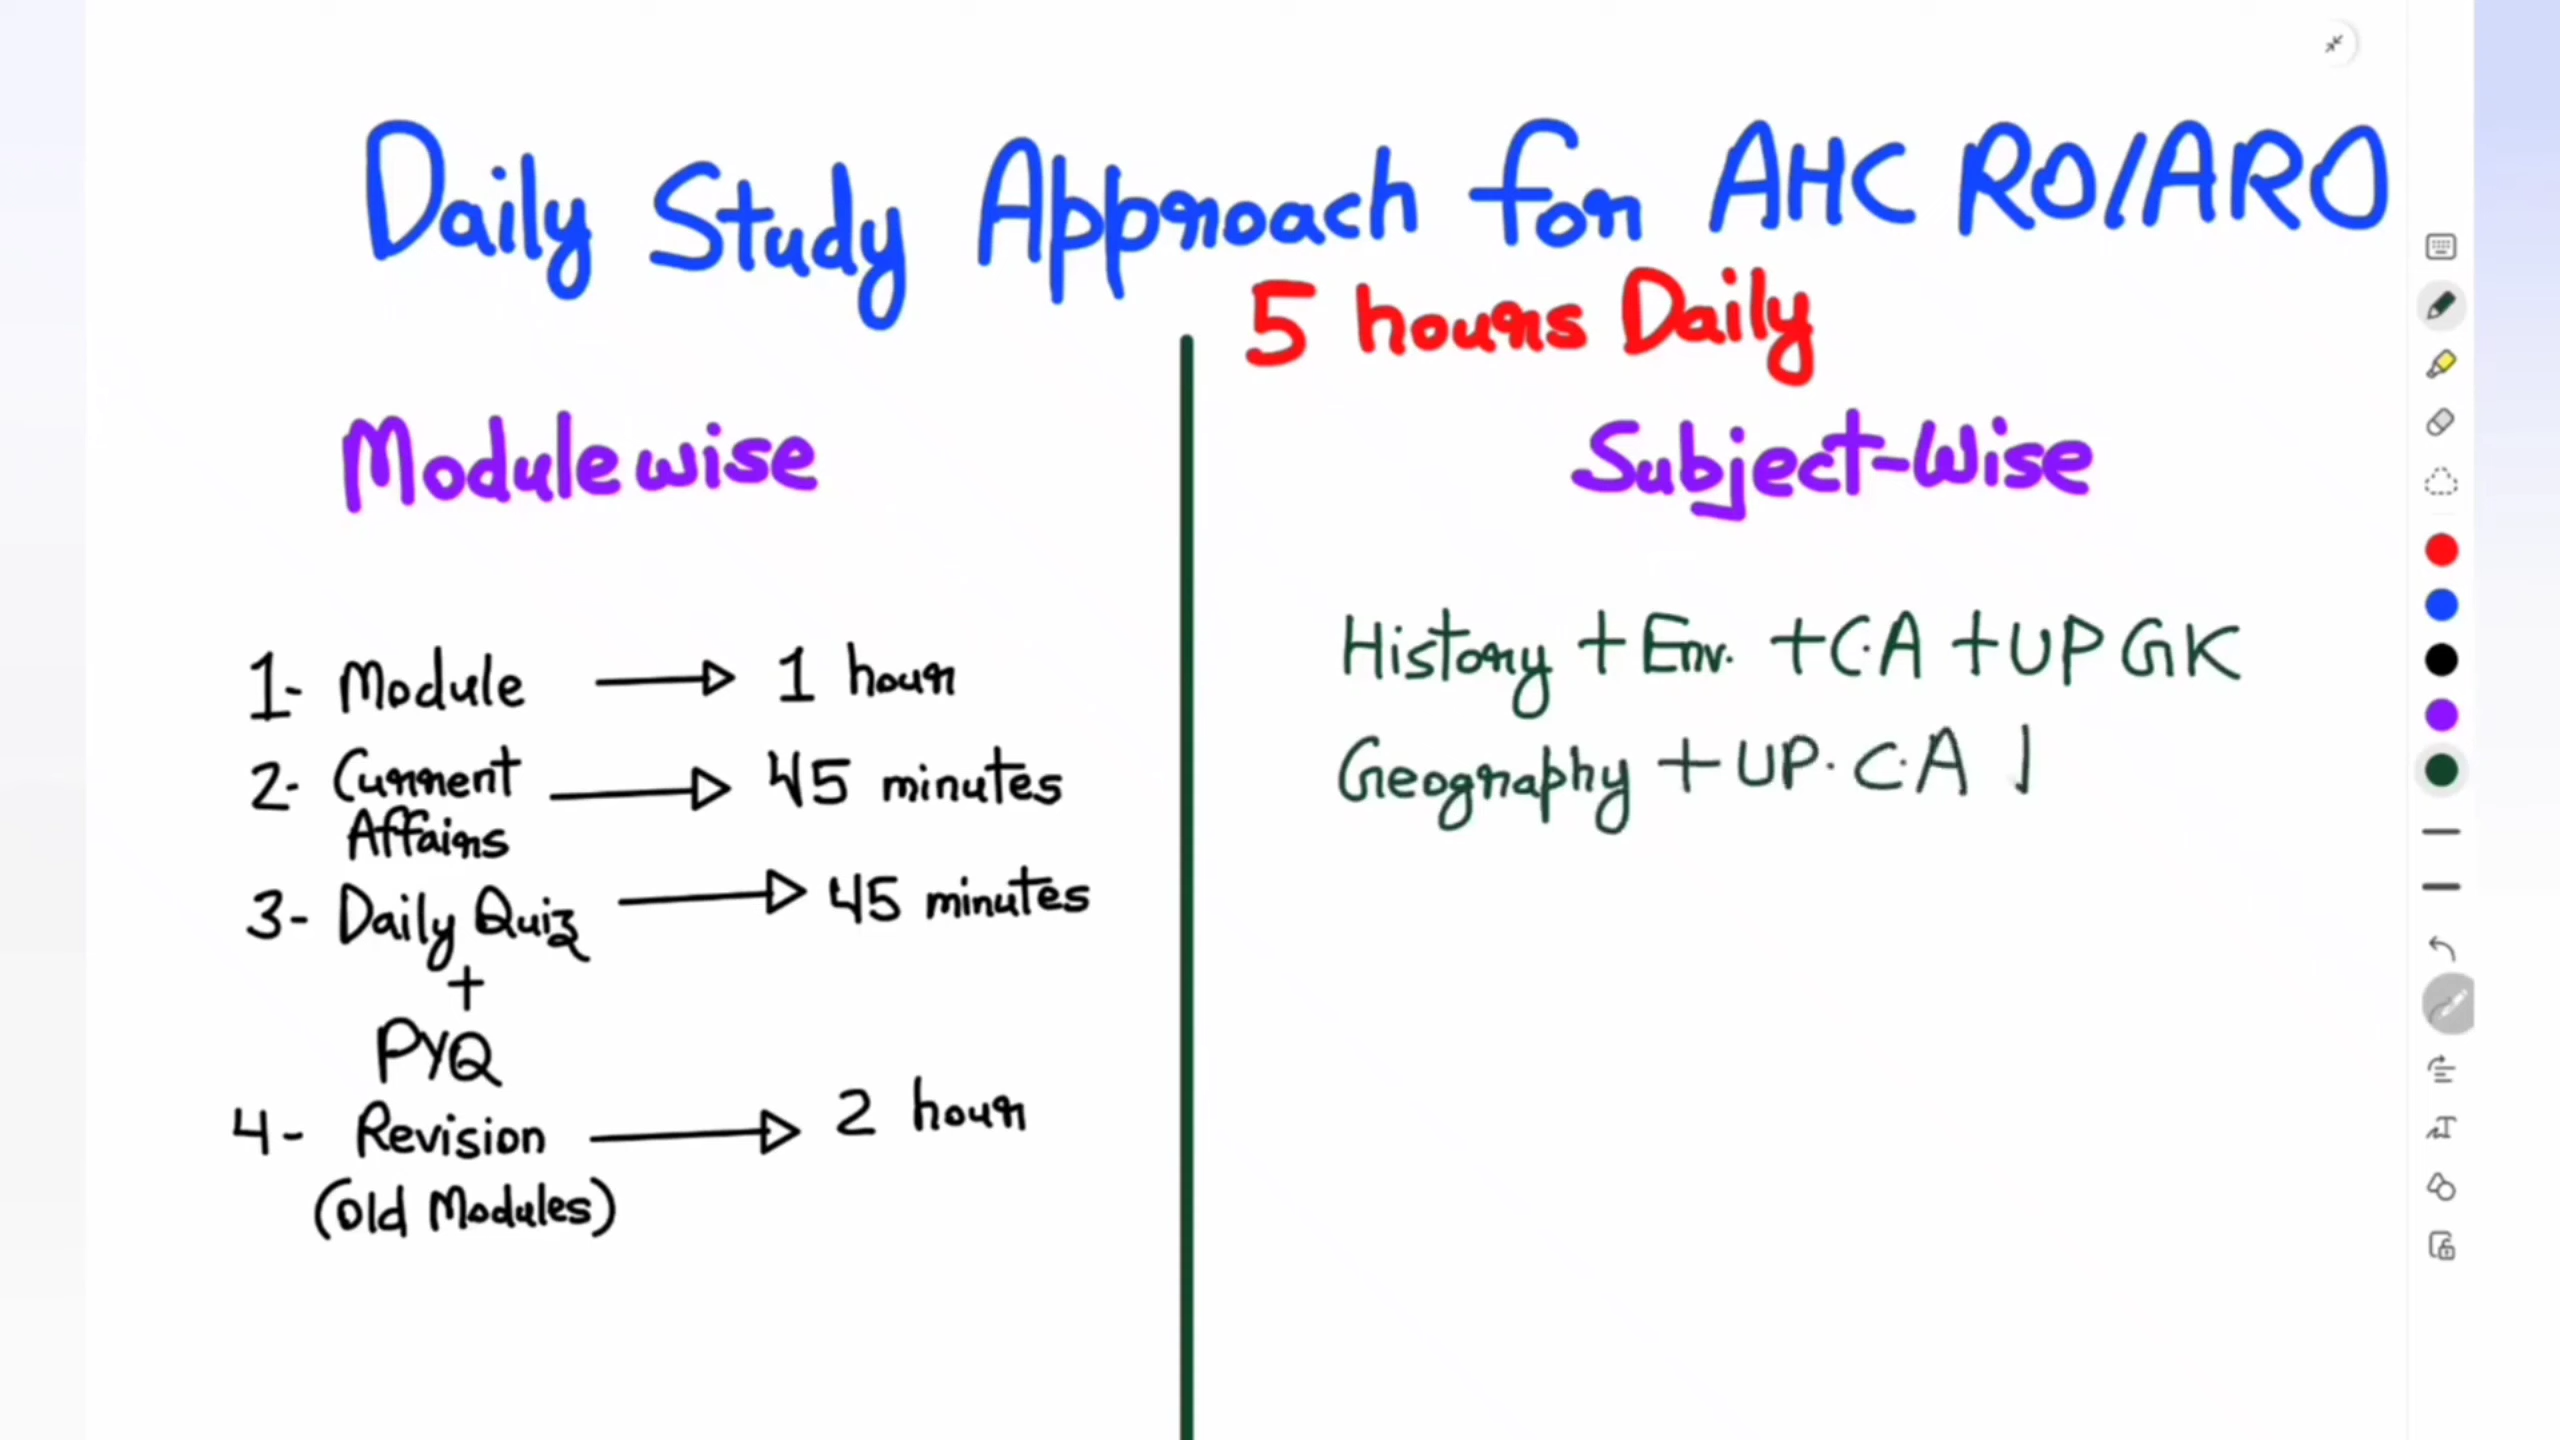 Daily Study Approach for AHC RO/ARO
5 hours Daily
Modulewise
1- Module → 1 hour
2- Current Affairs → 45 minutes
3- Daily Quiz → 45 minutes
+
PYQ
4- Revision → 2 hour
(Old Modules)
Subject-Wise
History + Env. + C.A + UP GK
Geography + UP. C.A